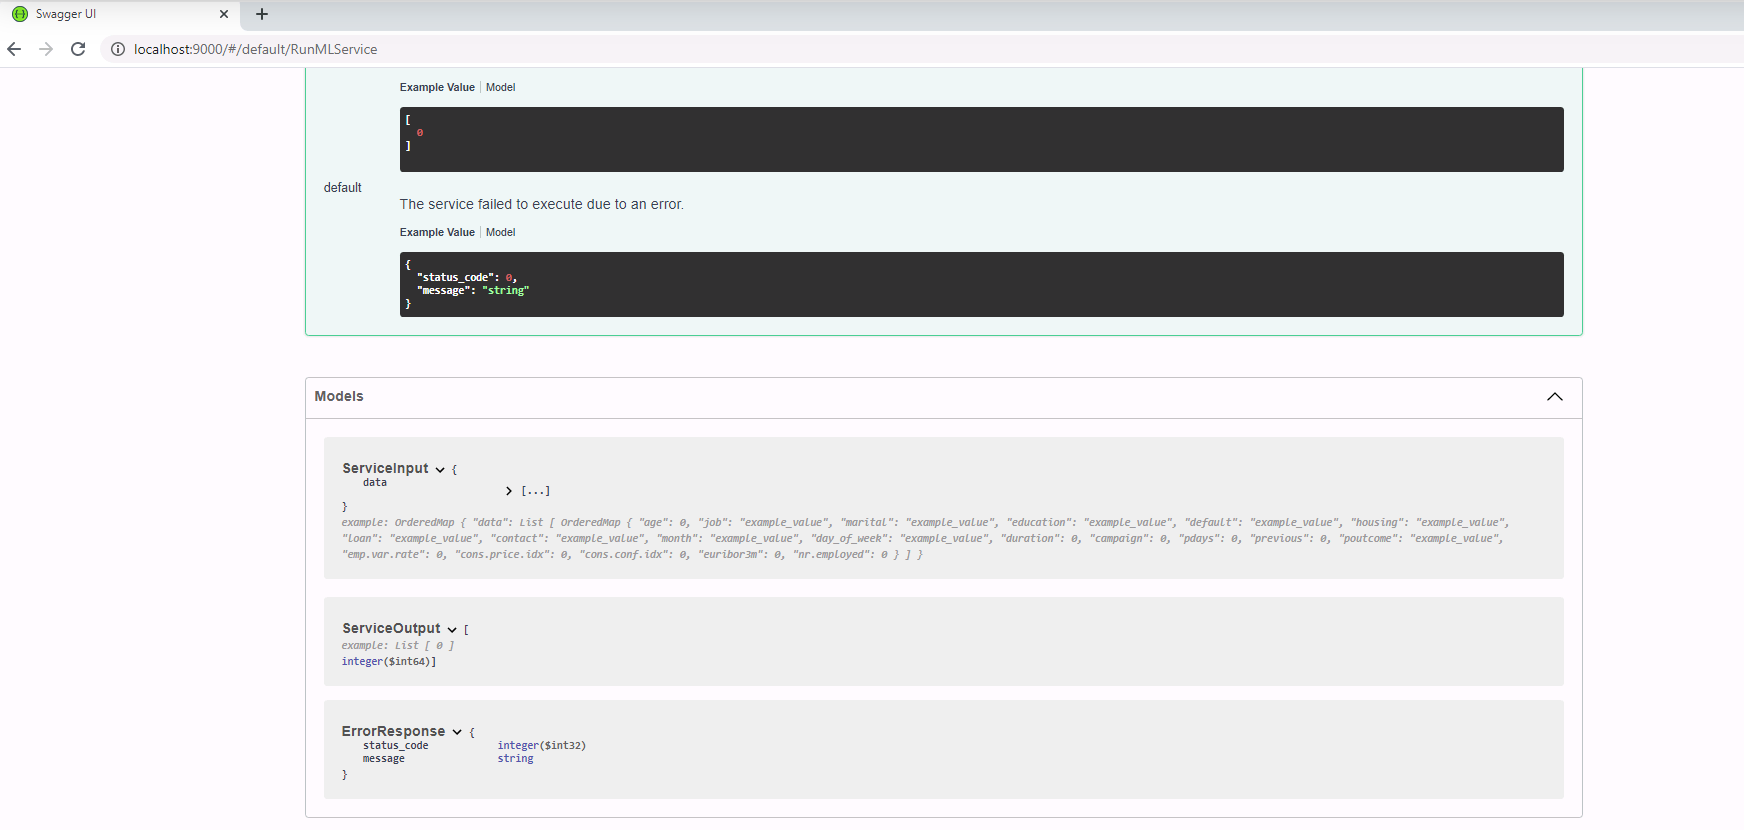 Swagger UI
localhost:9000/#/default/RunMLService
Example Value | Model
[
0
]
default
The service failed to execute due to an error.
Example Value | Model
{
"status_code": 0,
"message": "string"
}
Models
ServiceInput {
data
[...]
}
example: OrderedMap { "data": List [ OrderedMap { "age": 0, "job": "example_value", "marital": "example_value", "education": "example_value", "default": "example_value", "housing": "example_value",
"loan": "example_value", "contact": "example_value", "month": "example_value", "day_of_week": "example_value", "duration": 0, "campaign": 0, "pdays": 0, "previous": 0, "poutcome": "example_value",
"emp.var.rate": 0, "cons.price.idx": 0, "cons.conf.idx": 0, "euribor3m": 0, "nr.employed": 0 } ] }
ServiceOutput [
example: List [ 0 ]
integer($int64)]
ErrorResponse {
status_code integer($int32)
message string
}